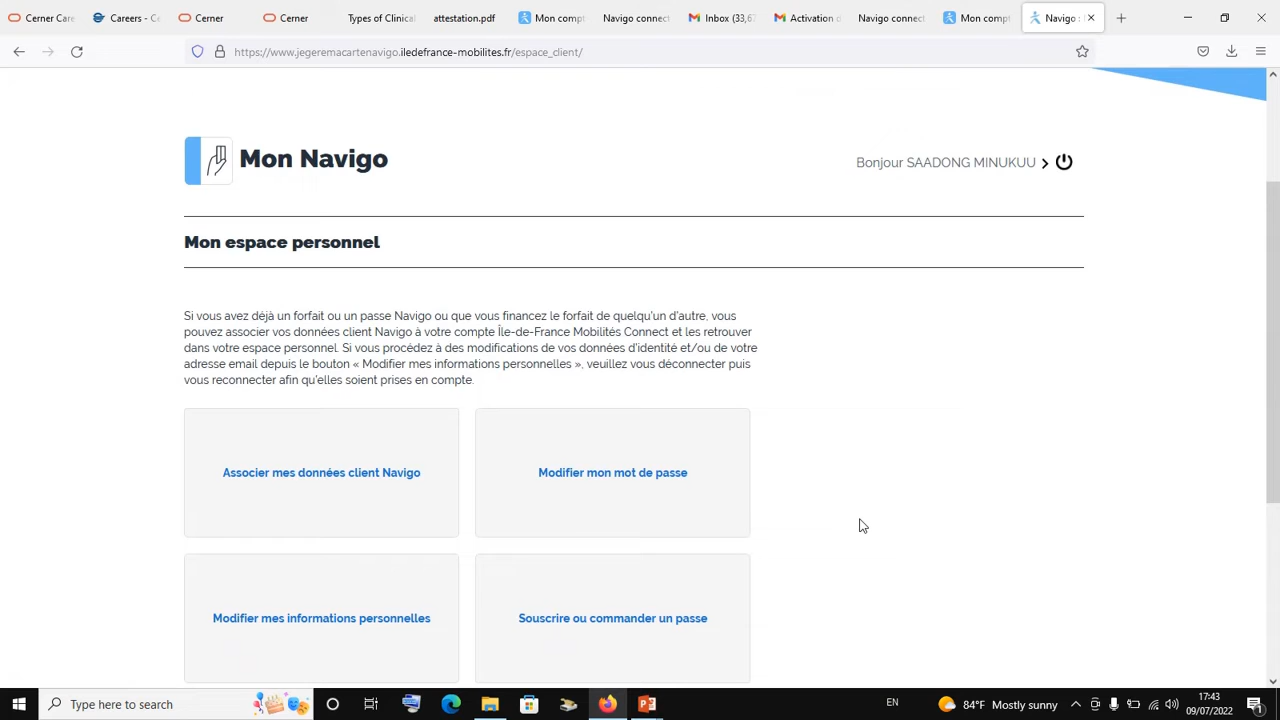 Cerner Care
Careers - Ce
Cerner
Cerner
Types of Clinical
attestation.pdf
Mon compt
Navigo connect
Inbox (33,67
Activation d
Navigo connect
Mon compt
Navigo :
https://www.jegeremacartenavigo.iledefrance-mobilites.fr/espace_client/
Mon Navigo
Bonjour SAADONG MINUKUU
Mon espace personnel
Si vous avez déjà un forfait ou un passe Navigo ou que vous financez le forfait de quelqu'un d'autre, vous
pouvez associer vos données client Navigo à votre compte Île-de-France Mobilités Connect et les retrouver
dans votre espace personnel. Si vous procédez à des modifications de vos données d'identité et/ou de votre
adresse email depuis le bouton « Modifier mes informations personnelles », veuillez vous déconnecter puis
vous reconnecter afin qu'elles soient prises en compte.
Associer mes données client Navigo
Modifier mon mot de passe
Modifier mes informations personnelles
Souscrire ou commander un passe
Type here to search
EN
84°F Mostly sunny
17:43
09/07/2022